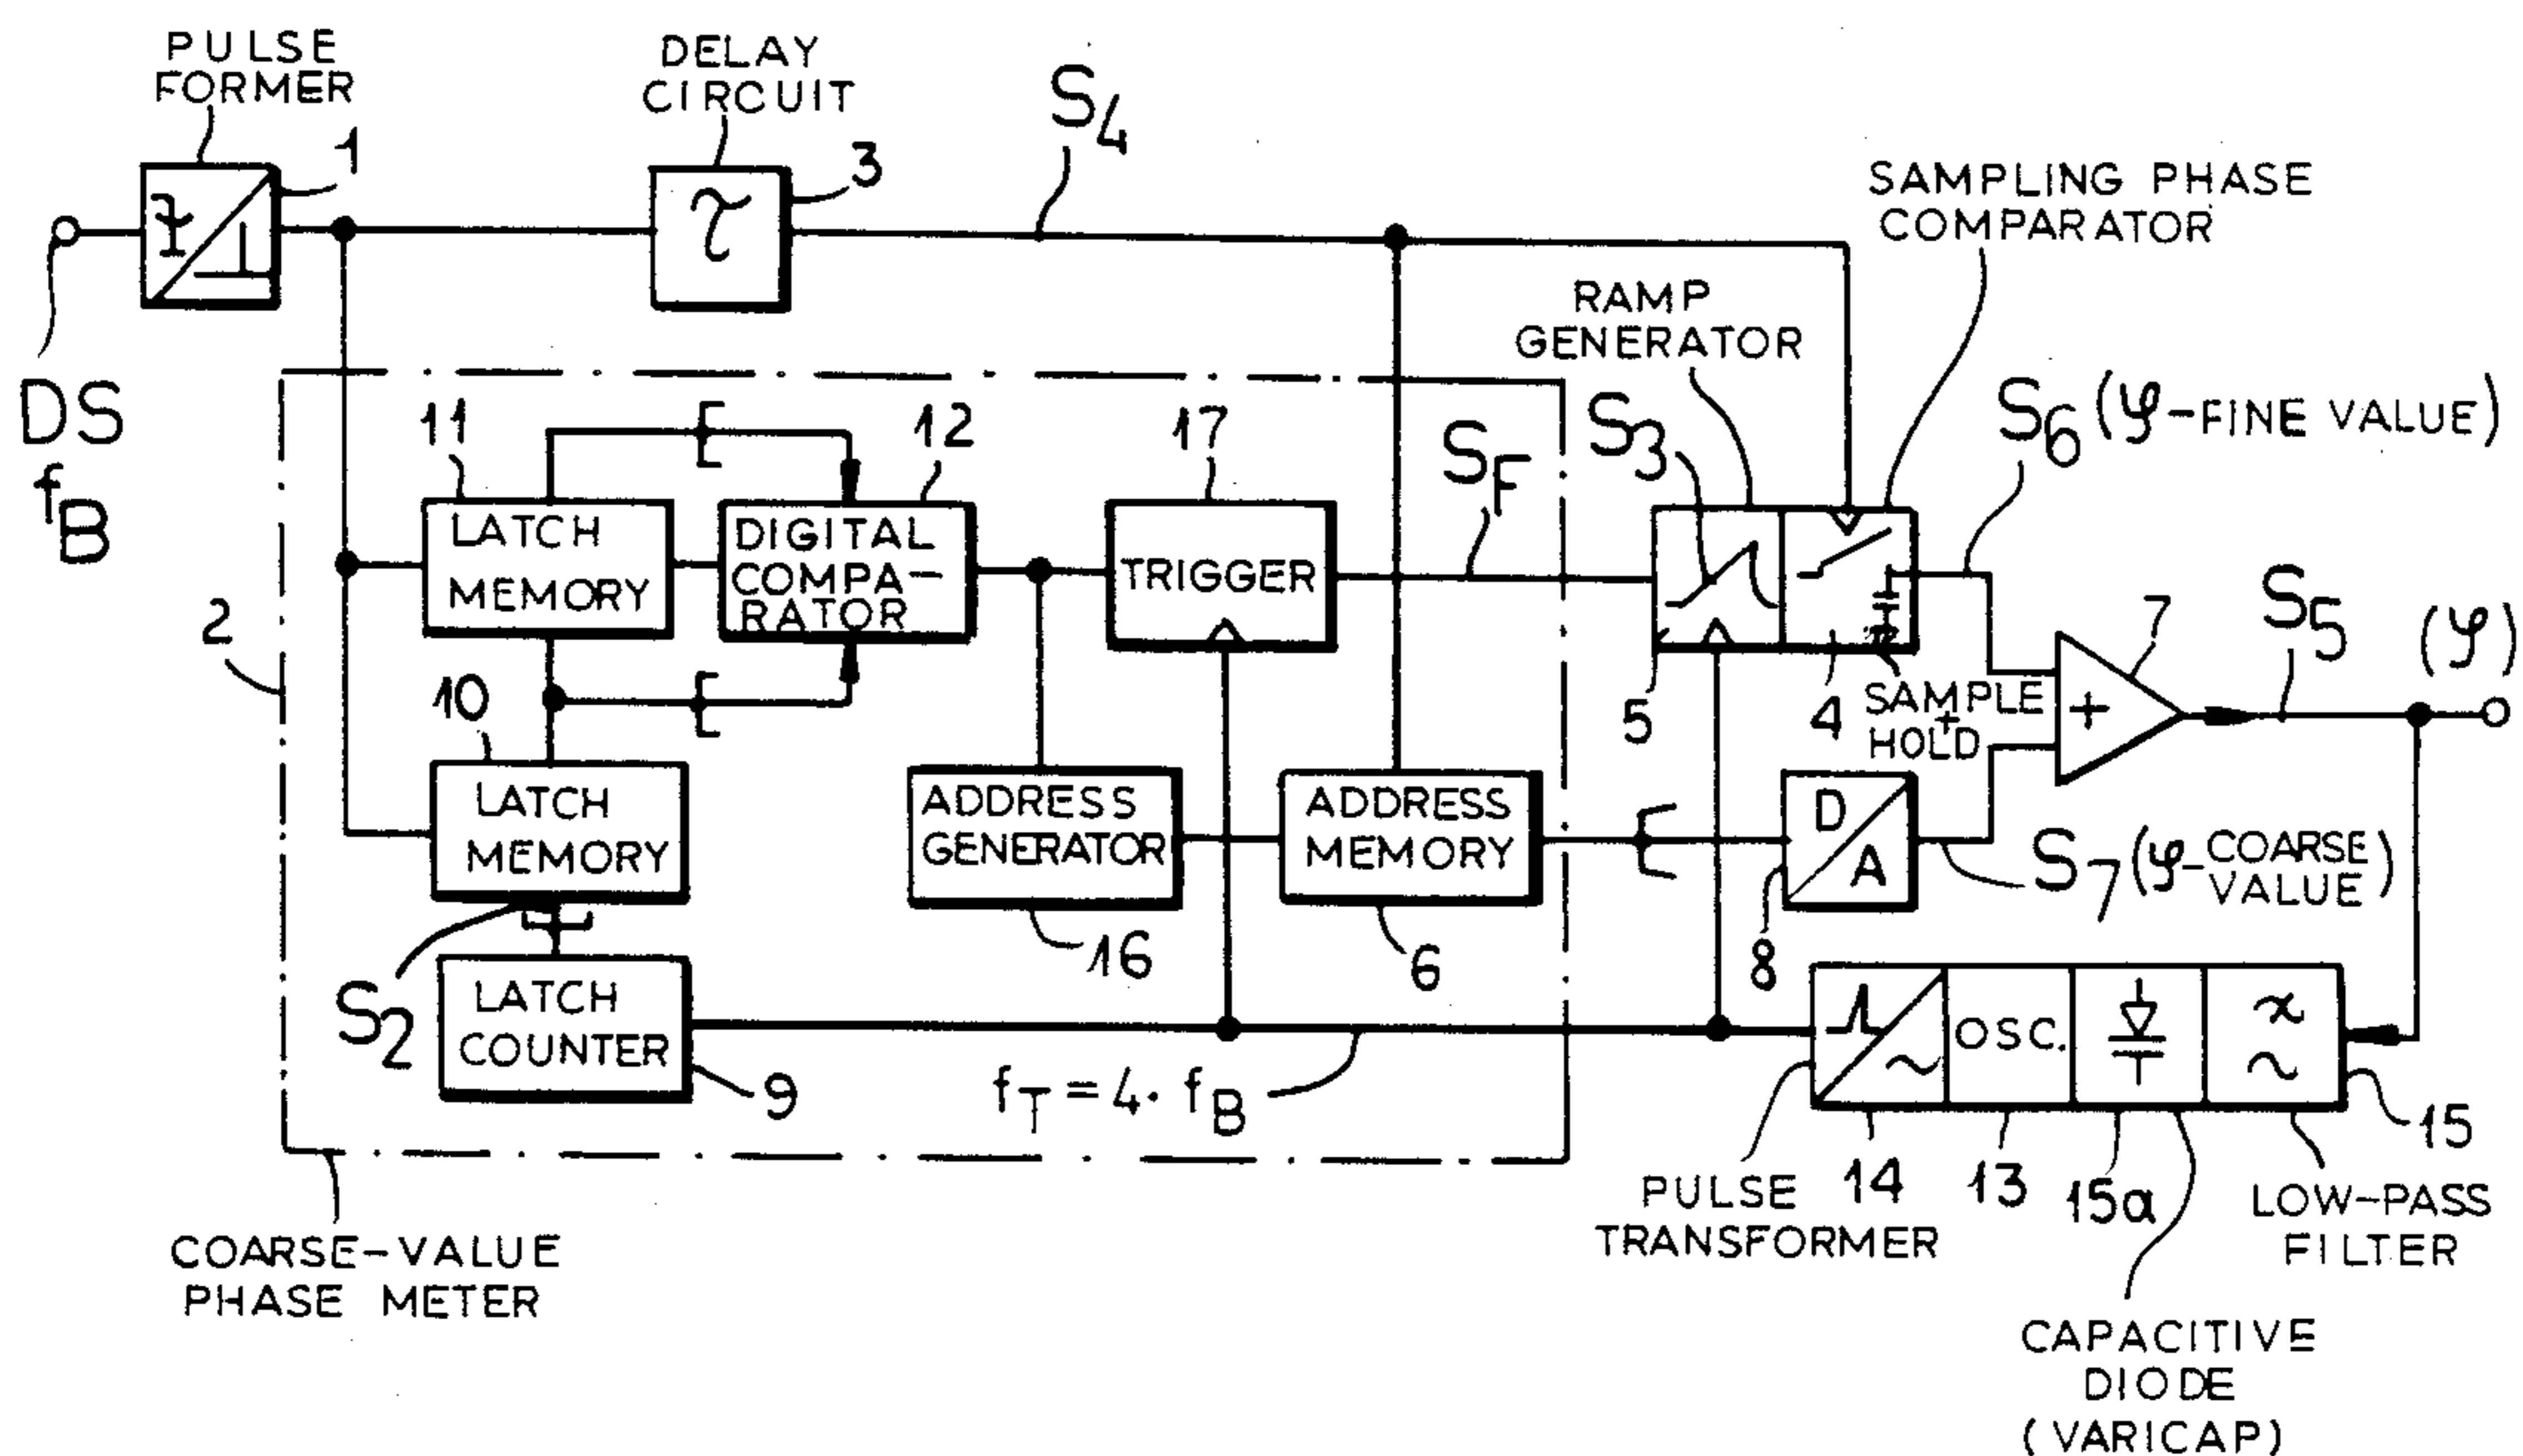 PULSE
FORMER
DELAY
CIRCUIT
S4
1
3
τ
SAMPLING PHASE
COMPARATOR
RAMP
GENERATOR
DS
fB
11
12
17
SF
S3
S6 (φ-FINE VALUE)
LATCH
MEMORY
DIGITAL
COMPA-
RATOR
TRIGGER
2
10
5
4
SAMPLE
+
HOLD
7
+
S5
(φ)
LATCH
MEMORY
ADDRESS
GENERATOR
ADDRESS
MEMORY
D
A
S7 (φ-COARSE
VALUE)
16
6
8
S2
LATCH
COUNTER
9
fT = 4· fB
OSC.
15
14
13
15a
PULSE
TRANSFORMER
LOW-PASS
FILTER
COARSE-VALUE
PHASE METER
CAPACITIVE
DIODE
(VARICAP)